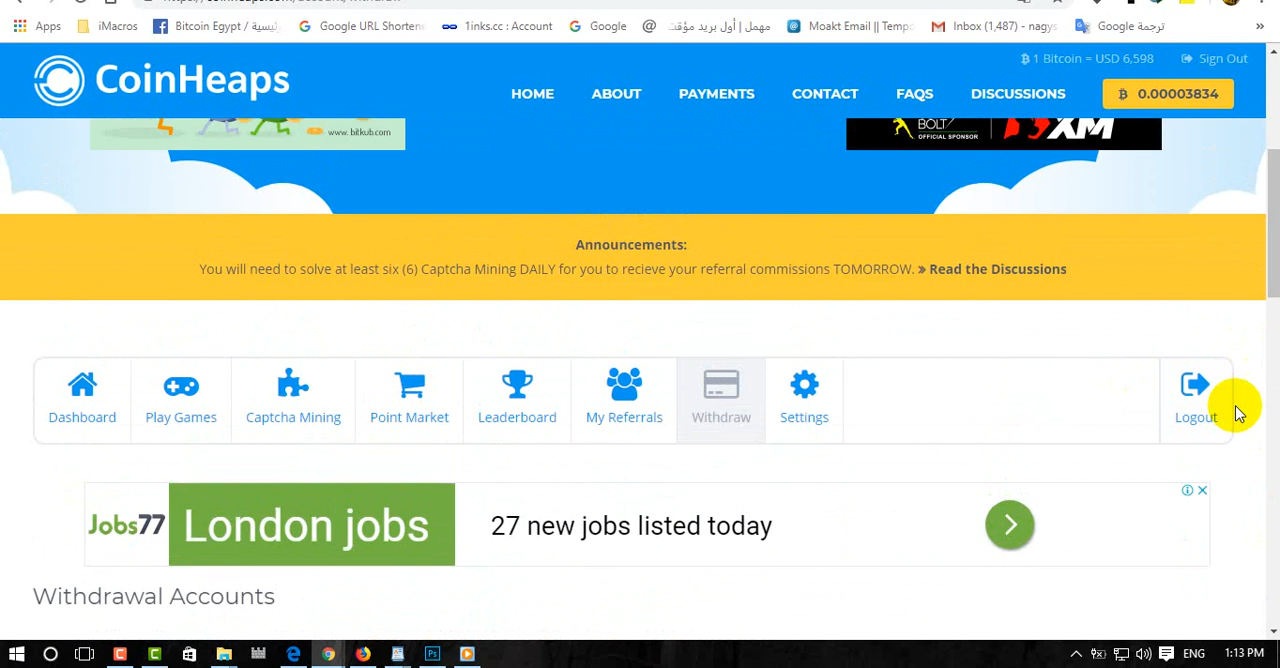 Apps
iMacros
Bitcoin Egypt / رئيسية
Google URL Shortene
1inks.cc : Account
Google
مهمل | أول بريد مؤقت
Moakt Email || Tempo
Inbox (1,487) - nagys
ترجمة Google
»
CoinHeaps
1 Bitcoin = USD 6,598
Sign Out
HOME
ABOUT
PAYMENTS
CONTACT
FAQS
DISCUSSIONS
0.00003834
www. bitkub.com
BOLT
OFFICIAL SPONSOR
XM
Announcements:
You will need to solve at least six (6) Captcha Mining DAILY for you to recieve your referral commissions TOMORROW. » Read the Discussions
Dashboard
Play Games
Captcha Mining
Point Market
Leaderboard
My Referrals
Withdraw
Settings
Logout
Jobs77
London jobs
27 new jobs listed today
Withdrawal Accounts
ENG
1:13 PM